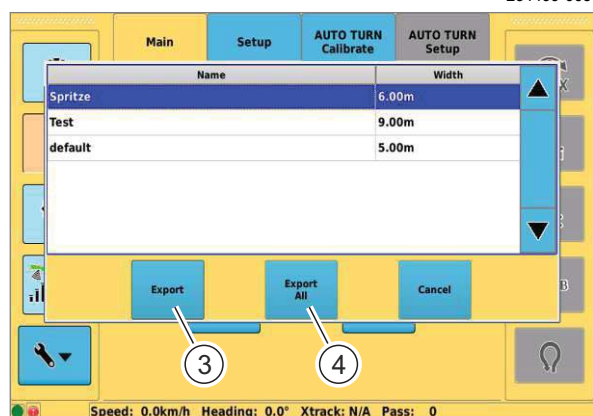 Main
Setup
AUTO TURN
Calibrate
AUTO TURN
Setup
Name
Width
Spritze
6.00m
Test
9.00m
default
5.00m
Export
Export
All
Cancel
X
B
3
4
Speed: 0.0km/h Heading: 0.0° Xtrack: N/A Pass: 0